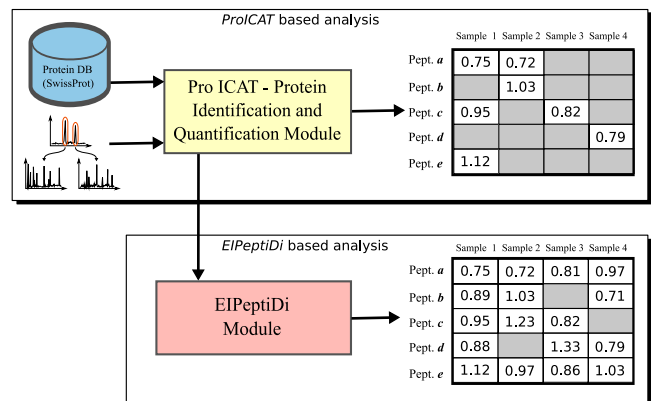 ProICAT based analysis
Protein DB
(SwissProt)
Pro ICAT - Protein
Identification and
Quantification Module
Sample 1 Sample 2 Sample 3 Sample 4
Pept. a 0.75 0.72
Pept. b 1.03
Pept. c 0.95 0.82
Pept. d 0.79
Pept. e 1.12
EIPeptiDi based analysis
EIPeptiDi
Module
Sample 1 Sample 2 Sample 3 Sample 4
Pept. a 0.75 0.72 0.81 0.97
Pept. b 0.89 1.03 0.71
Pept. c 0.95 1.23 0.82
Pept. d 0.88 1.33 0.79
Pept. e 1.12 0.97 0.86 1.03